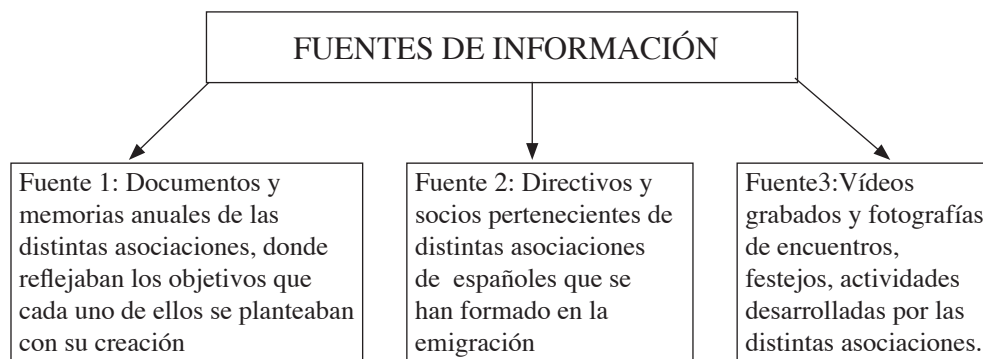 FUENTES DE INFORMACIÓN
Fuente 1: Documentos y
memorias anuales de las
distintas asociaciones, donde
reflejaban los objetivos que
cada uno de ellos se planteaban
con su creación
Fuente 2: Directivos y
socios pertenecientes de
distintas asociaciones
de españoles que se
han formado en la
emigración
Fuente3:Vídeos
grabados y fotografías
de encuentros,
festejos, actividades
desarrolladas por las
distintas asociaciones.